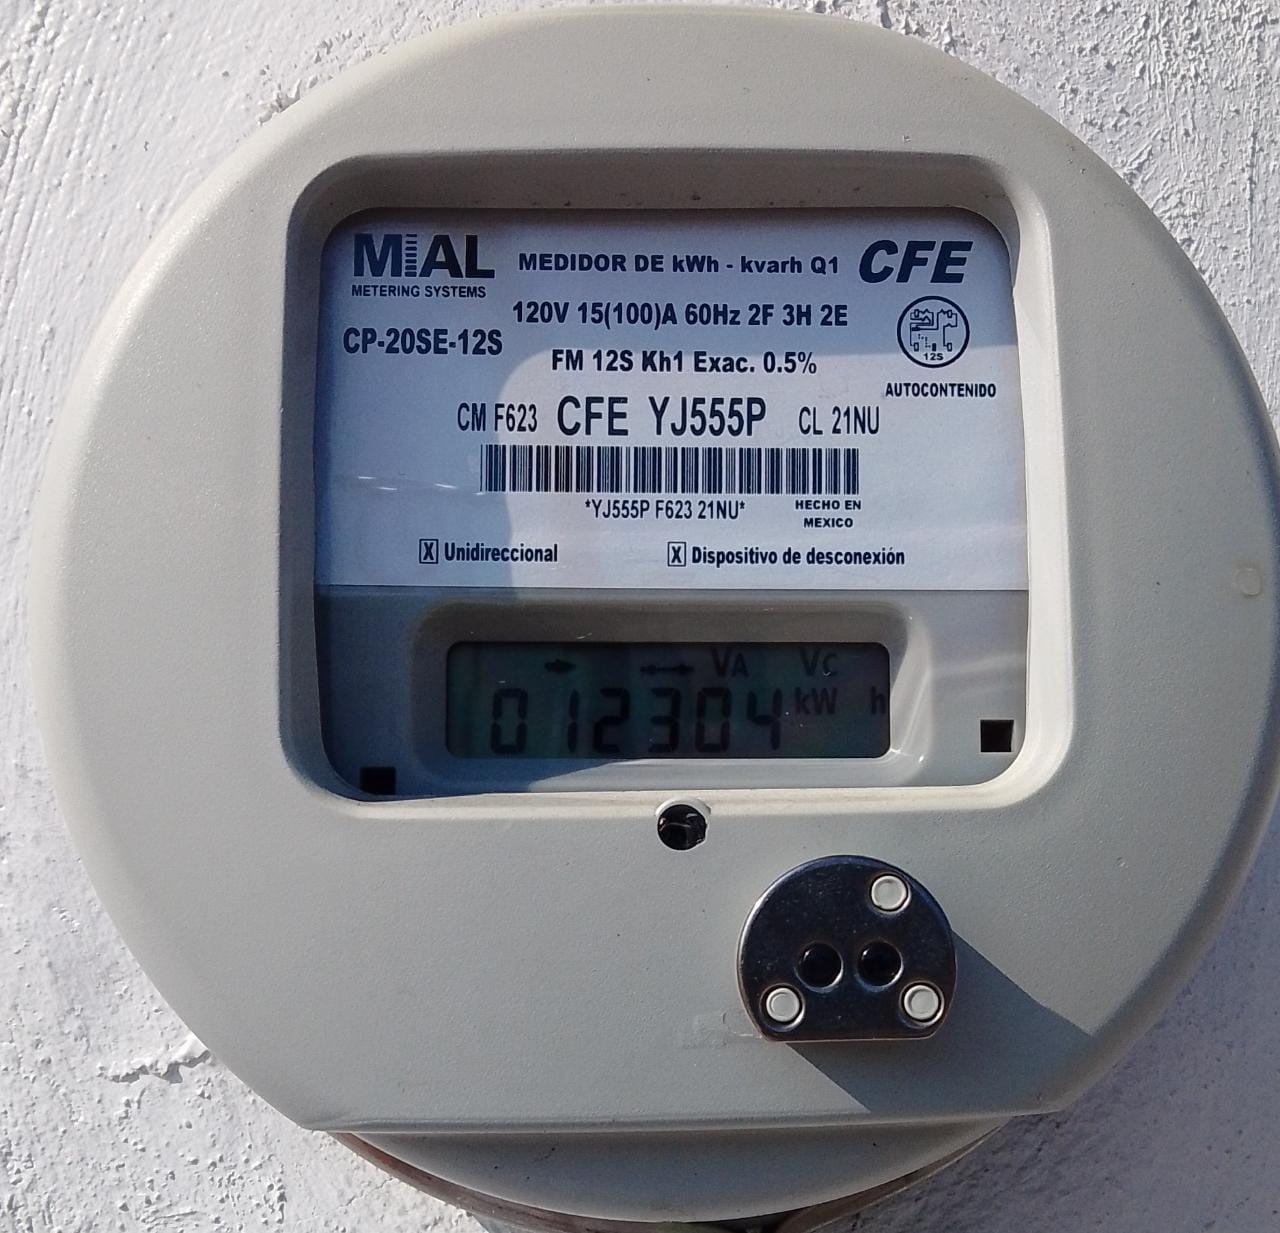 MIAL
METERING SYSTEMS
MEDIDOR DE kWh - kvarh Q1
CFE
120V 15(100)A 60Hz 2F 3H 2E
CP-20SE-12S
12S
FM 12S Kh1 Exac. 0.5%
AUTOCONTENIDO
CM F623 CFE YJ555P CL 21NU
*YJ555P F623 21NU*
HECHO EN
MEXICO
X Unidireccional
X Dispositivo de desconexión
VA VC
012304 kW h